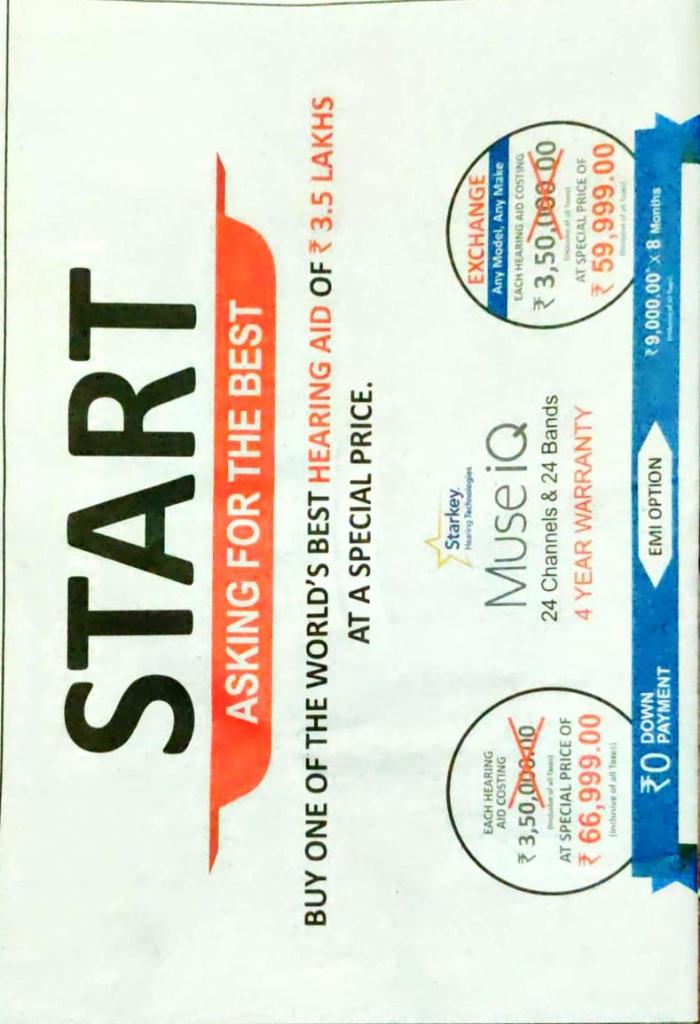 START
ASKING FOR THE BEST
BUY ONE OF THE WORLD'S BEST HEARING AID OF ₹ 3.5 LAKHS
AT A SPECIAL PRICE.
EACH HEARING
AID COSTING
₹ 3,50,000.00
(Inclusive of all Taxes)
AT SPECIAL PRICE OF
₹ 66,999.00
(Inclusive of all Taxes)
Starkey
Hearing Technologies
Muse iQ
24 Channels & 24 Bands
4 YEAR WARRANTY
EXCHANGE
Any Model, Any Make
EACH HEARING AID COSTING
₹ 3,50,000.00
(Inclusive of all Taxes)
AT SPECIAL PRICE OF
₹ 59,999.00
(Inclusive of all Taxes)
₹0 DOWN
PAYMENT
EMI OPTION
₹9,000.00* X 8 Months
(Inclusive of all Taxes)